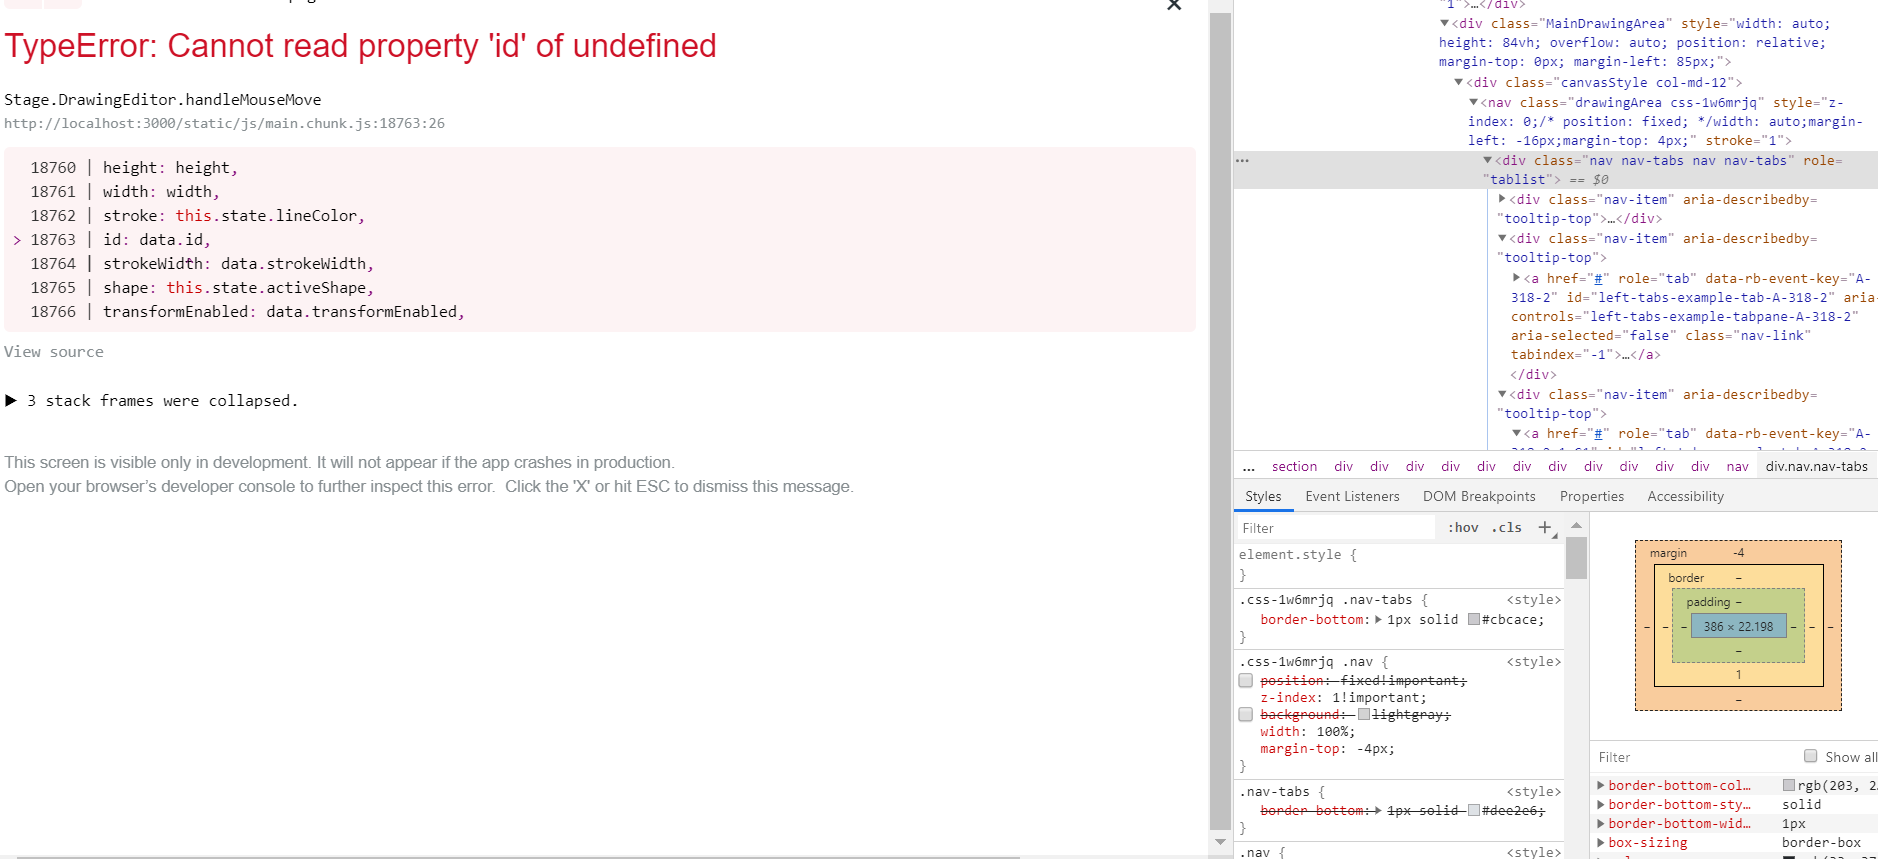 TypeError: Cannot read property 'id' of undefined
Stage.DrawingEditor.handleMouseMove
http://localhost:3000/static/js/main.chunk.js:18763:26
18760 | height: height,
18761 | width: width,
18762 | stroke: this.state.lineColor,
> 18763 | id: data.id,
18764 | strokeWidth: data.strokeWidth,
18765 | shape: this.state.activeShape,
18766 | transformEnabled: data.transformEnabled,
View source
▶ 3 stack frames were collapsed.
This screen is visible only in development. It will not appear if the app crashes in production.
Open your browser’s developer console to further inspect this error.  Click the 'X' or hit ESC to dismiss this message.
"1">…</div>
▼<div class="MainDrawingArea" style="width: auto;
height: 84vh; overflow: auto; position: relative;
margin-top: 0px; margin-left: 85px;">
▼<div class="canvasStyle col-md-12">
▼<nav class="drawingArea css-1w6mrjq" style="z-
index: 0;/* position: fixed; */width: auto;margin-
left: -16px;margin-top: 4px;" stroke="1">
… ▼<div class="nav nav-tabs nav nav-tabs" role=
"tablist"> == $0
▶<div class="nav-item" aria-describedby=
"tooltip-top">…</div>
▼<div class="nav-item" aria-describedby=
"tooltip-top">
▶<a href="#" role="tab" data-rb-event-key="A-
318-2" id="left-tabs-example-tab-A-318-2" aria-
controls="left-tabs-example-tabpane-A-318-2"
aria-selected="false" class="nav-link"
tabindex="-1">…</a>
</div>
▼<div class="nav-item" aria-describedby=
"tooltip-top">
▼<a href="#" role="tab" data-rb-event-key="A-
... section div div div div div div div div div div div nav div.nav.nav-tabs
Styles Event Listeners DOM Breakpoints Properties Accessibility
Filter :hov .cls +
element.style {
}
.css-1w6mrjq .nav-tabs { <style>
border-bottom:▶1px solid #cbcace;
}
.css-1w6mrjq .nav { <style>
position: fixed!important;
z-index: 1!important;
background: lightgray;
width: 100%;
margin-top: -4px;
}
.nav-tabs { <style>
border-bottom:▶1px solid #dee2e6;
}
.nav { <style>
margin -4
border –
padding –
– – – 386 × 22.198 – – –
–
1
–
Filter Show all
▶border-bottom-col… rgb(203, 2
▶border-bottom-sty… solid
▶border-bottom-wid… 1px
▶box-sizing border-box